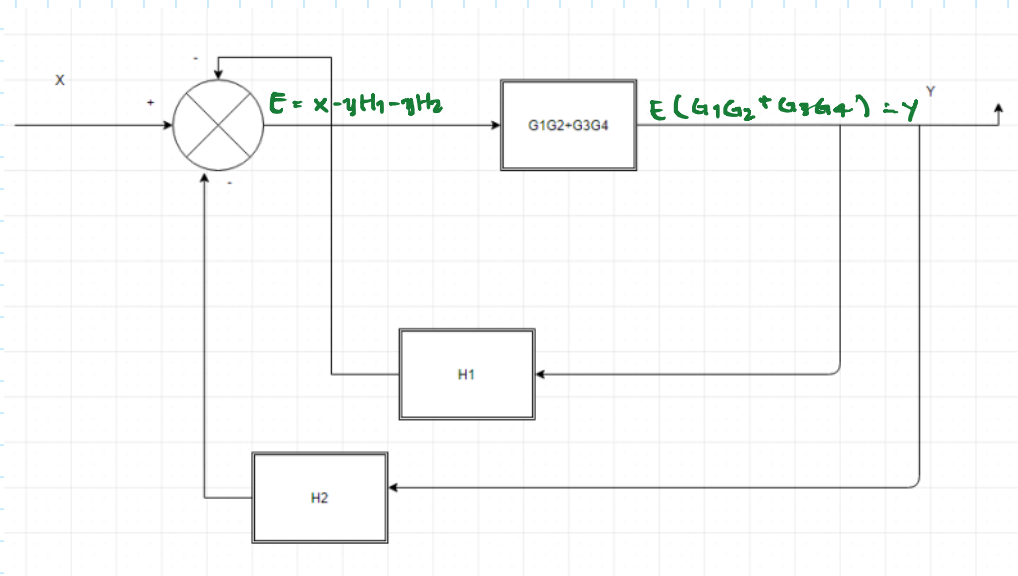 -
X
+
E = x - yH1 - yH2
E(G1G2 + G3G4) = y
Y
G1G2+G3G4
-
H1
H2